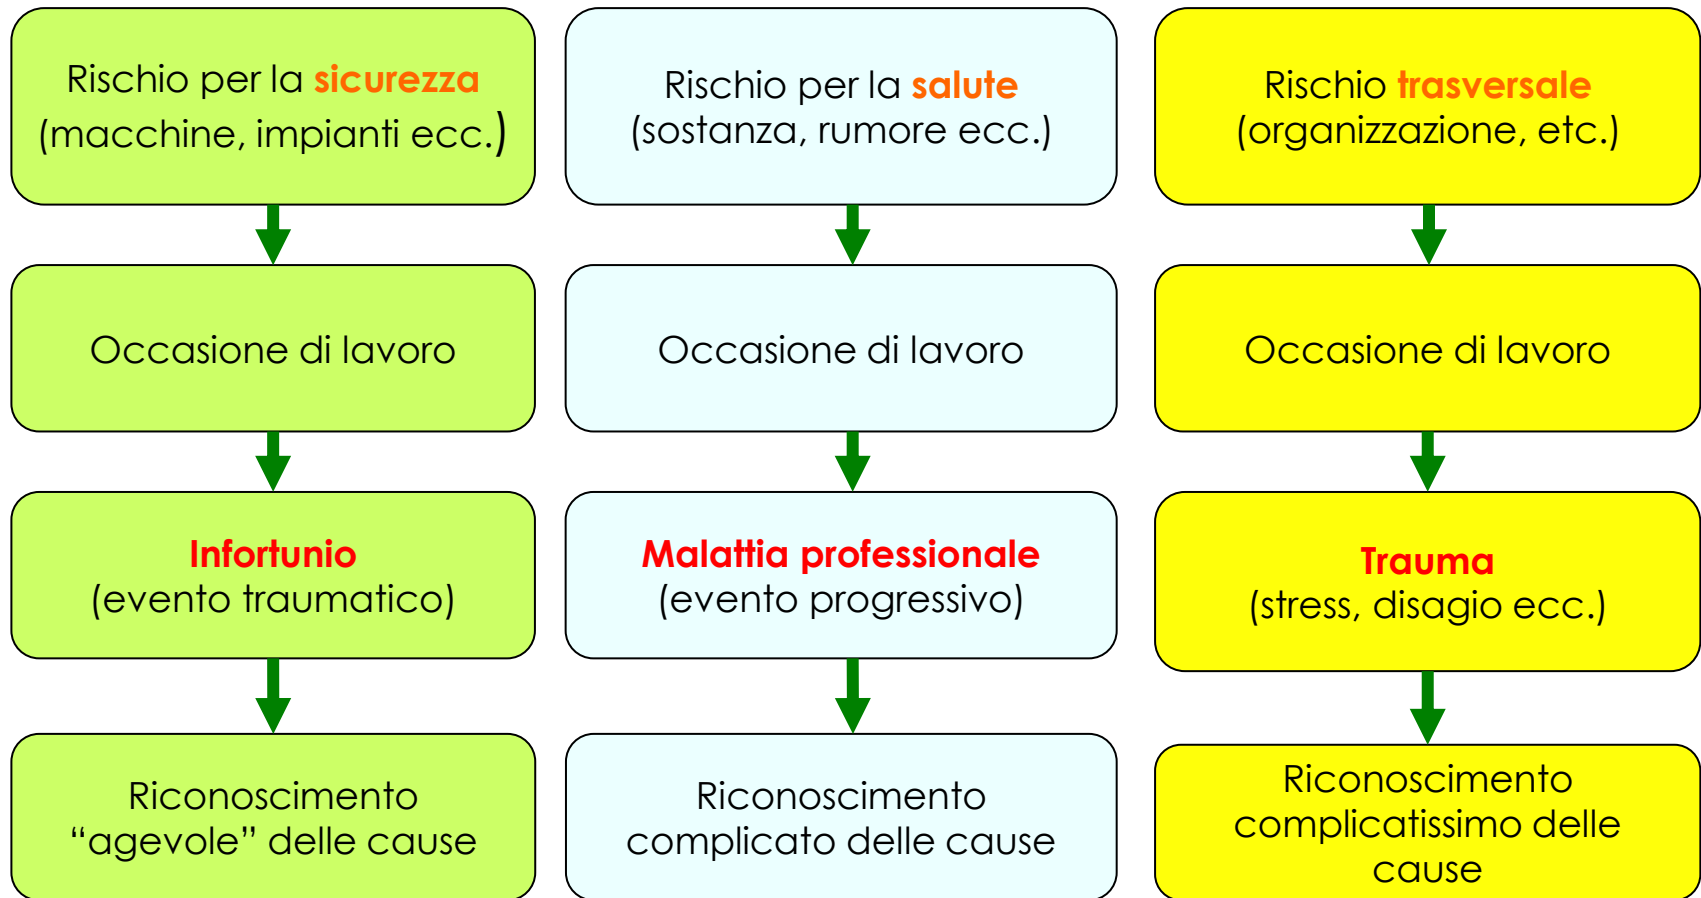 Rischio per la sicurezza
(macchine, impianti ecc.)
Occasione di lavoro
Infortunio
(evento traumatico)
Riconoscimento
“agevole” delle cause
Rischio per la salute
(sostanza, rumore ecc.)
Occasione di lavoro
Malattia professionale
(evento progressivo)
Riconoscimento
complicato delle cause
Rischio trasversale
(organizzazione, etc.)
Occasione di lavoro
Trauma
(stress, disagio ecc.)
Riconoscimento
complicatissimo delle
cause